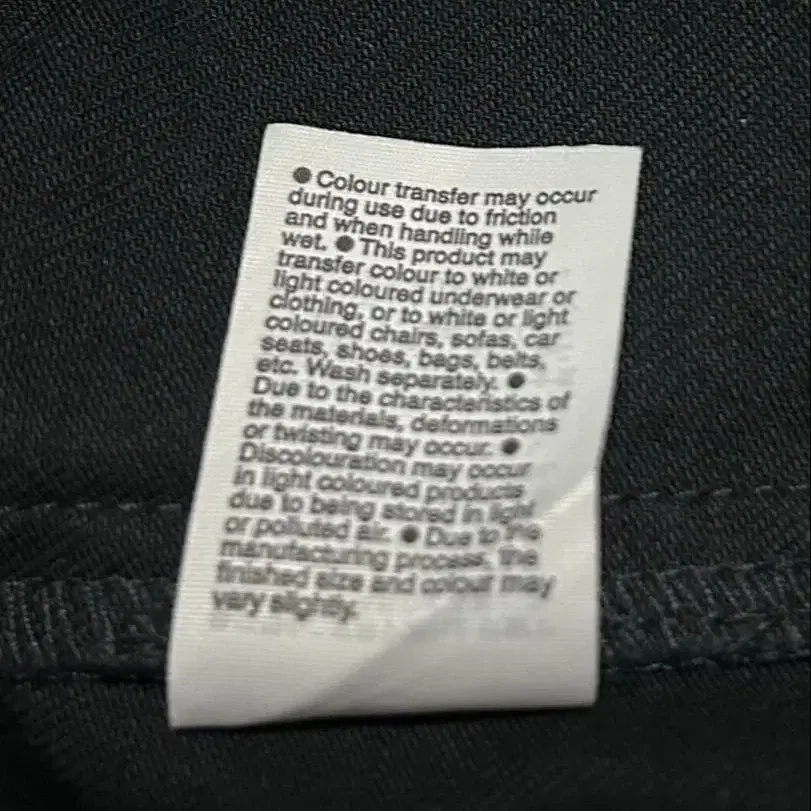 ● Colour transfer may occur
during use due to friction
and when handling while
wet. ● This product may
transfer colour to white or
light coloured underwear or
clothing, or to white or light
coloured chairs, sofas, car
seats, shoes, bags, belts,
etc. Wash separately. ●
Due to the characteristics of
the materials, deformations
or twisting may occur. ●
Discolouration may occur
in light coloured products
due to being stored in light
or polluted air. ● Due to the
manufacturing process, the
finished size and colour may
vary slightly.